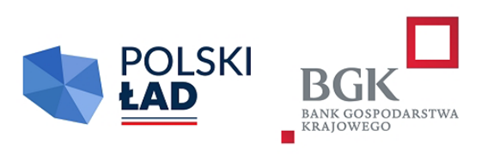 POLSKI
ŁAD
BGK
BANK GOSPODARSTWA
KRAJOWEGO